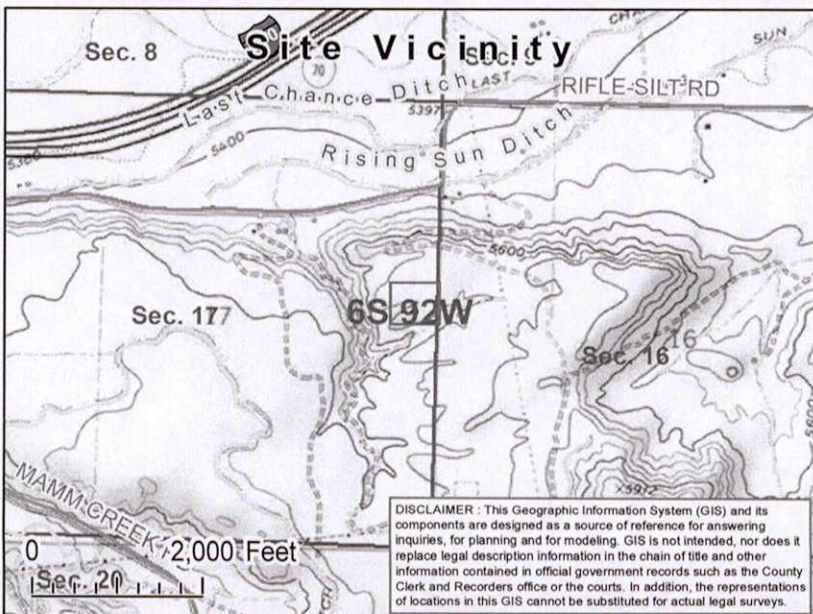 Site Vicinity
Sec. 8
Sec. 9
70
Last Chance Ditch
LAST
CHA
SUN
RIFLE-SILT RD
5397
5360
5400
Rising Sun Ditch
5600
Sec. 17
17
6S 92W
Sec. 16
16
5600
MAMM CREEK
X5972
0 2,000 Feet
Sec. 20
DISCLAIMER : This Geographic Information System (GIS) and its
components are designed as a source of reference for answering
inquiries, for planning and for modeling. GIS is not intended, nor does it
replace legal description information in the chain of title and other
information contained in official government records such as the County
Clerk and Recorders office or the courts. In addition, the representations
of locations in this GIS cannot be substituted for actual legal surveys.